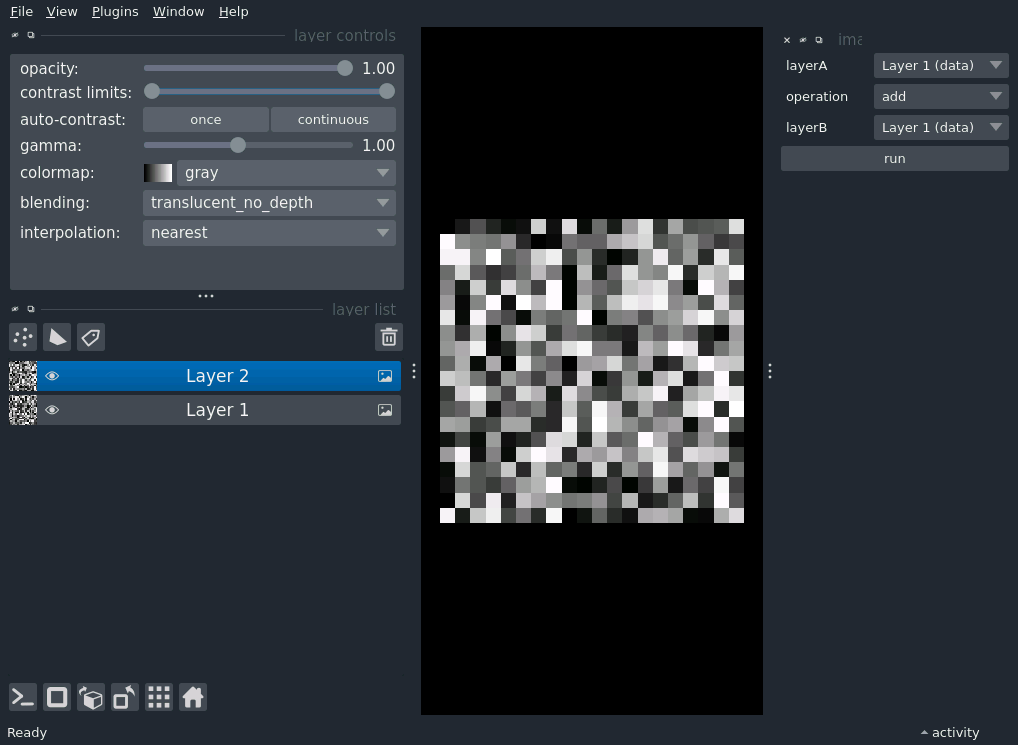 File View Plugins Window Help
layer controls
opacity: 1.00
contrast limits:
auto-contrast: once continuous
gamma: 1.00
colormap: gray
blending: translucent_no_depth
interpolation: nearest
layer list
Layer 2
Layer 1
ima
layerA Layer 1 (data)
operation add
layerB Layer 1 (data)
run
Ready
activity